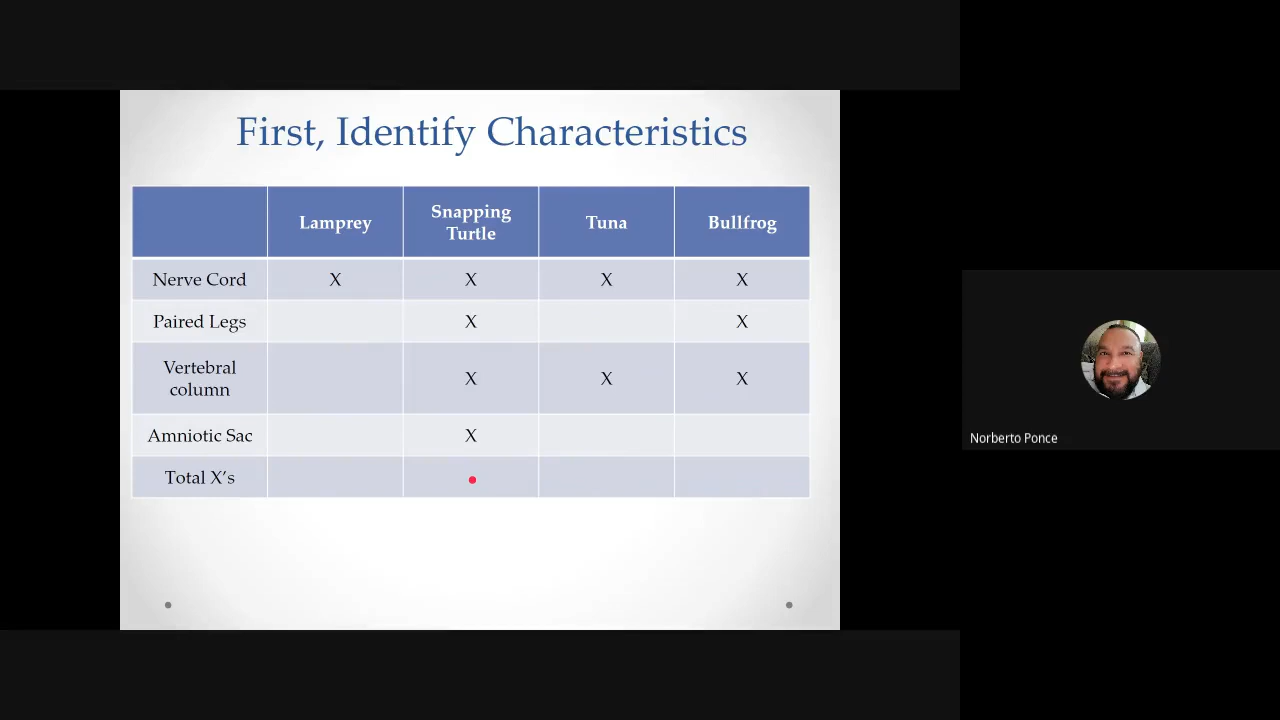 First, Identify Characteristics
Lamprey
Snapping
Turtle
Tuna
Bullfrog
Nerve Cord X X X X
Paired Legs X X
Vertebral
column X X X
Amniotic Sac X
Total X’s
Norberto Ponce